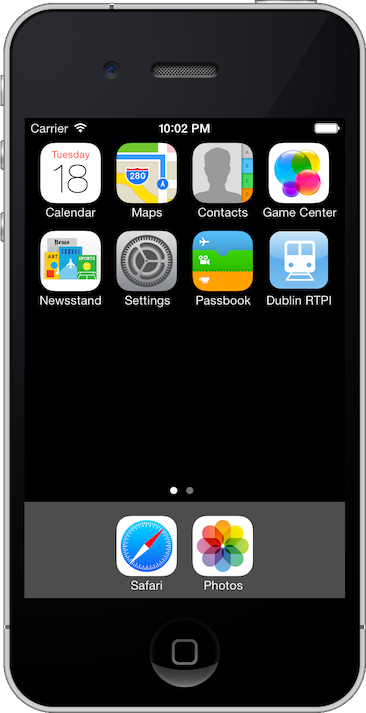 Carrier 10:02 PM
Tuesday
18
280
Calendar Maps Contacts Game Center
News
ART TRAVEL SPORTS
Newsstand Settings Passbook Dublin RTPI
Safari Photos